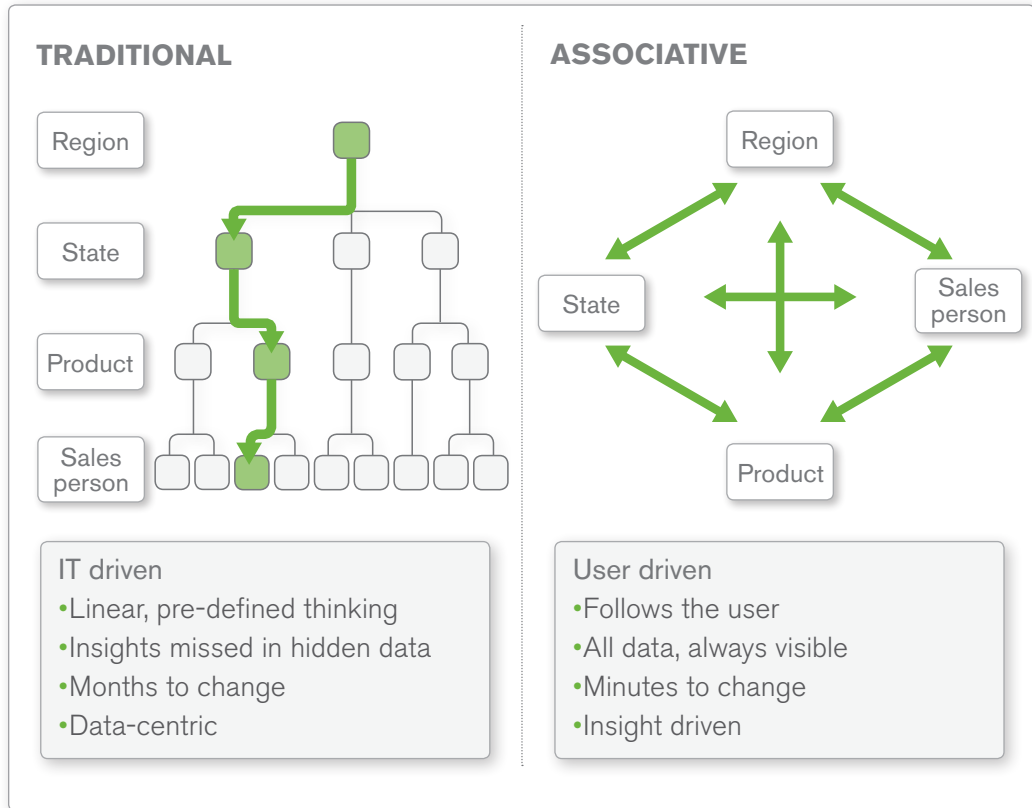 TRADITIONAL
Region
State
Product
Sales
person
IT driven
•Linear, pre-defined thinking
•Insights missed in hidden data
•Months to change
•Data-centric
ASSOCIATIVE
Region
State
Sales
person
Product
User driven
•Follows the user
•All data, always visible
•Minutes to change
•Insight driven